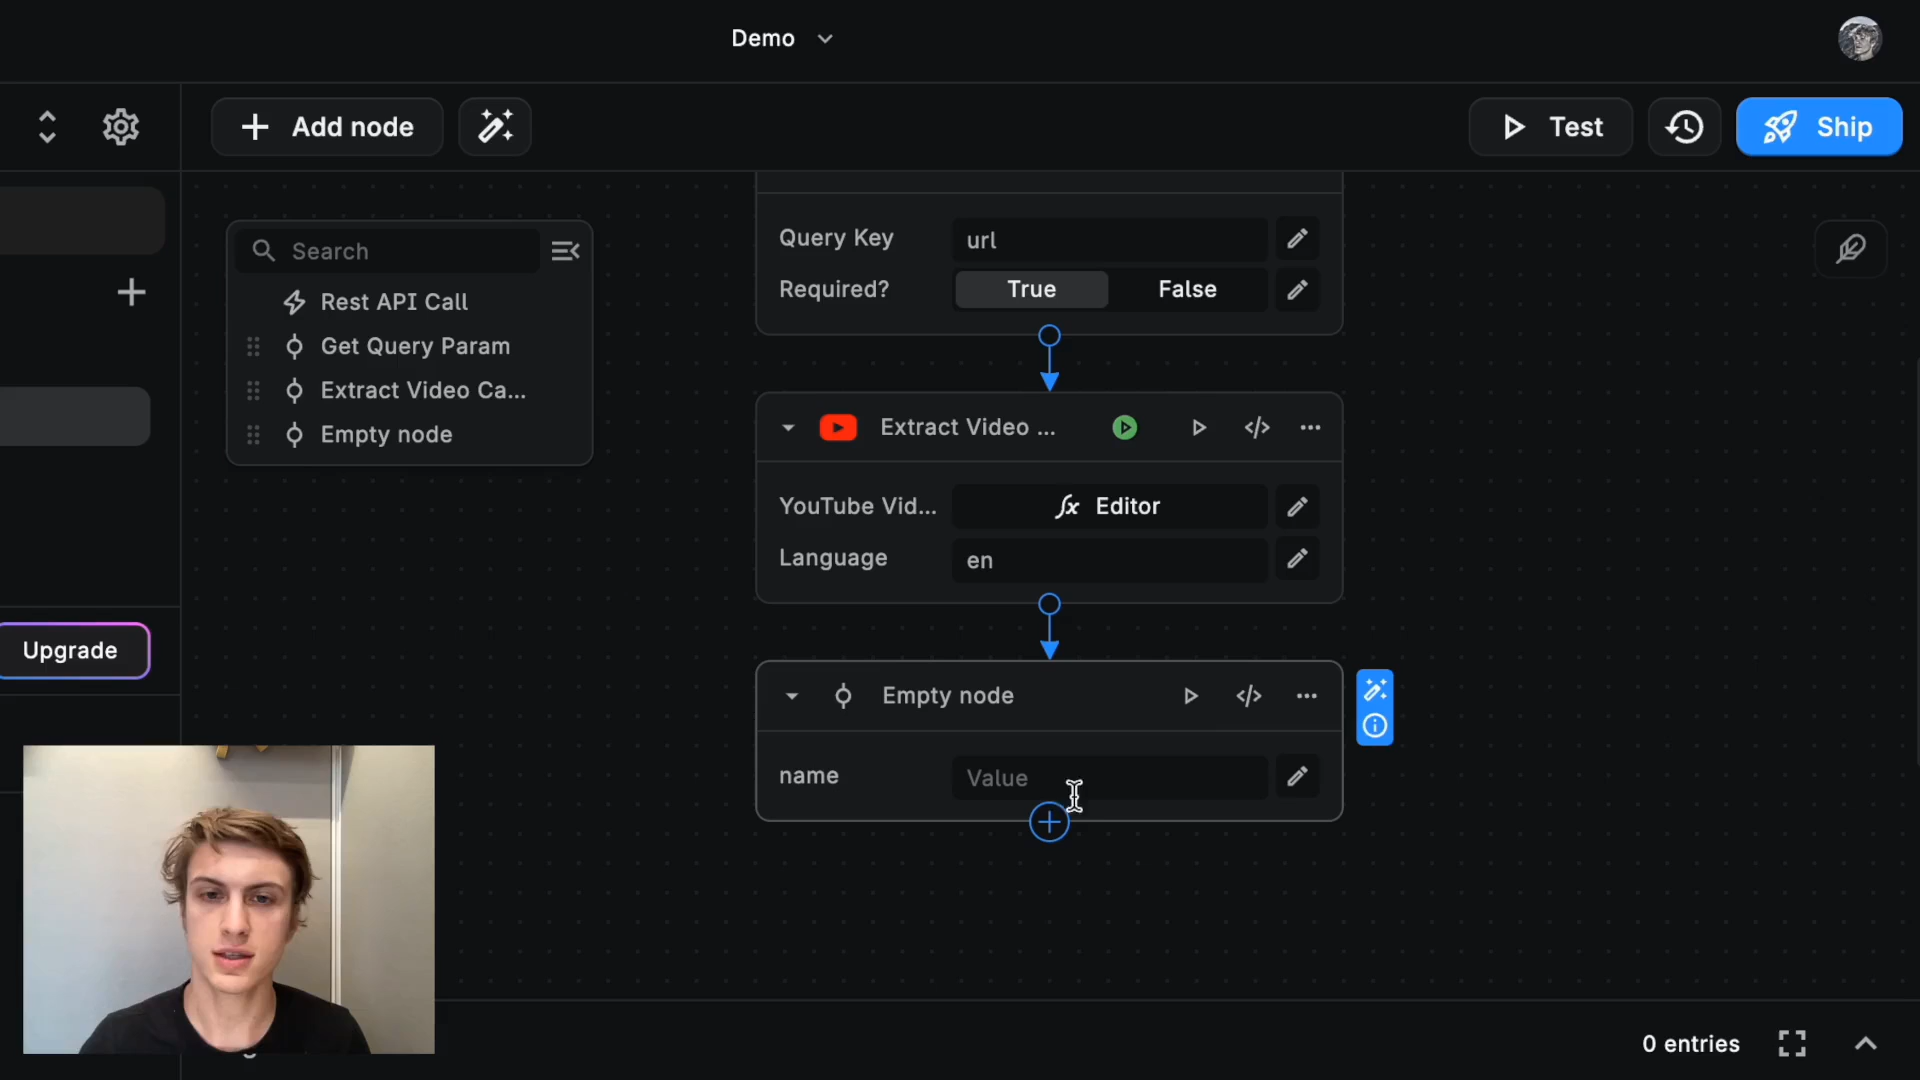 Demo
Add node
Test
Ship
Search
Rest API Call
Get Query Param
Extract Video Ca...
Empty node
Query Key
url
Required?
True
False
Extract Video ...
YouTube Vid...
fx Editor
Language
en
Upgrade
Empty node
name
Value
0 entries